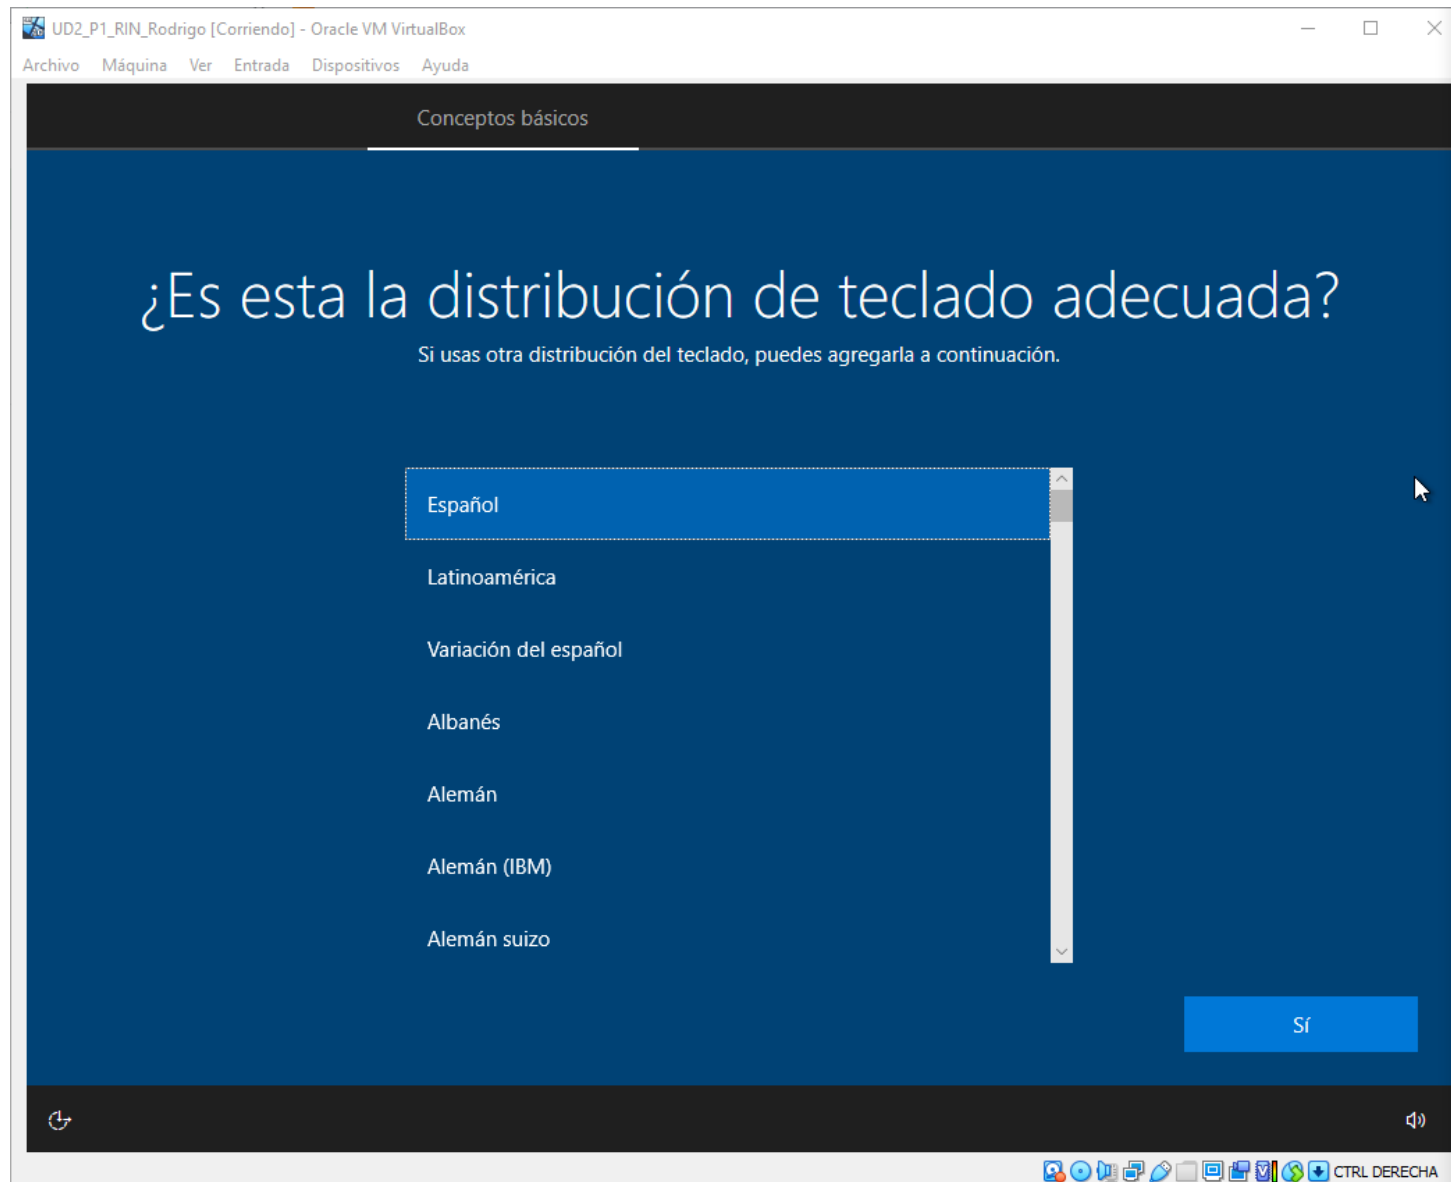 UD2_P1_RIN_Rodrigo [Corriendo] - Oracle VM VirtualBox
Archivo Máquina Ver Entrada Dispositivos Ayuda
Conceptos básicos
¿Es esta la distribución de teclado adecuada?
Si usas otra distribución del teclado, puedes agregarla a continuación.
Español
Latinoamérica
Variación del español
Albanés
Alemán
Alemán (IBM)
Alemán suizo
Sí
CTRL DERECHA